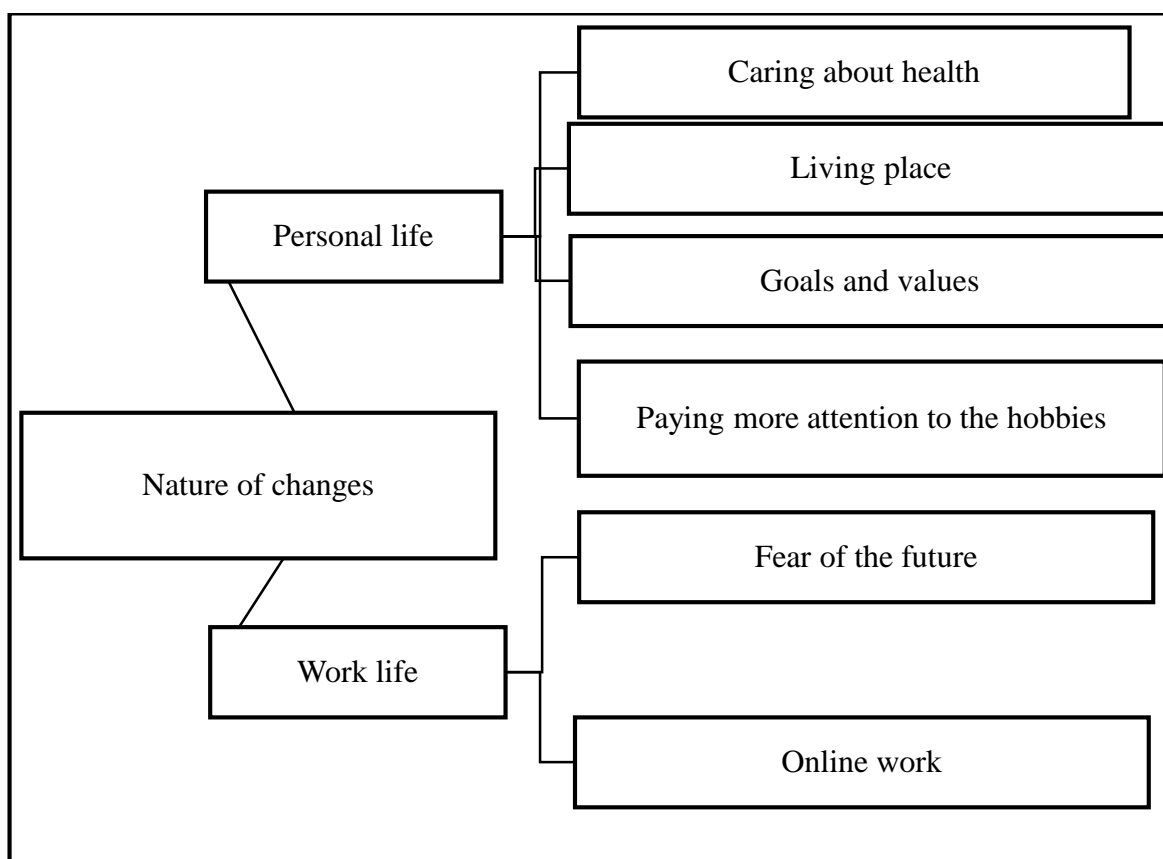 Caring about health
Living place
Personal life
Goals and values
Paying more attention to the hobbies
Nature of changes
Fear of the future
Work life
Online work